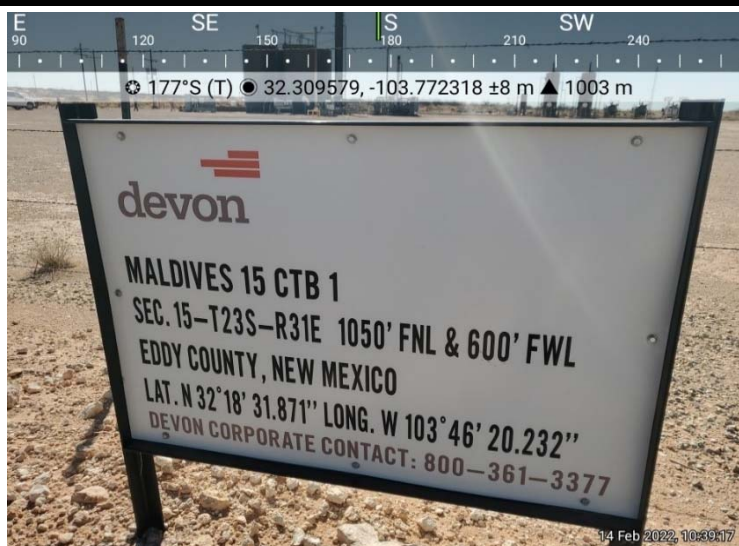 E SE S SW
90 120 150 180 210 240
177°S (T) 32.309579, -103.772318 ±8 m ▲ 1003 m
devon
MALDIVES 15 CTB 1
SEC. 15-T23S-R31E 1050' FNL & 600' FWL
EDDY COUNTY, NEW MEXICO
LAT. N 32°18' 31.871'' LONG. W 103°46' 20.232''
DEVON CORPORATE CONTACT: 800-361-3377
14 Feb 2022, 10:39:17